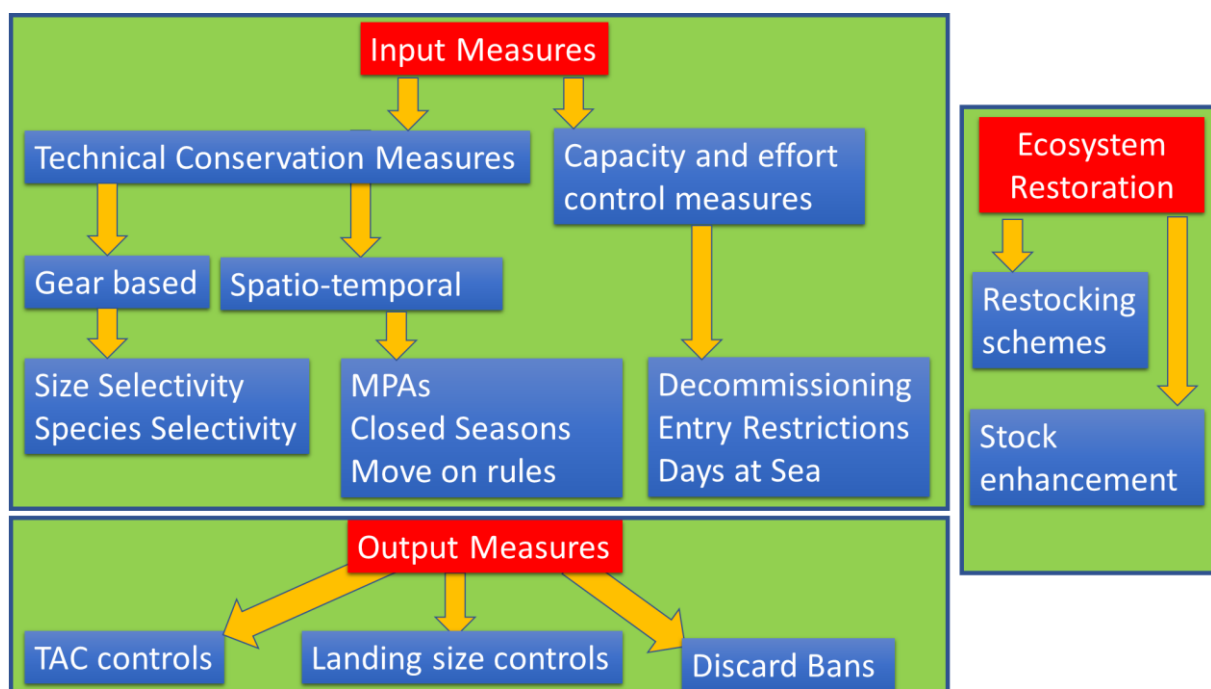 Input Measures
Technical Conservation Measures
Capacity and effort
control measures
Gear based
Spatio-temporal
Size Selectivity
Species Selectivity
MPAs
Closed Seasons
Move on rules
Decommissioning
Entry Restrictions
Days at Sea
Ecosystem
Restoration
Restocking
schemes
Stock
enhancement
Output Measures
TAC controls
Landing size controls
Discard Bans